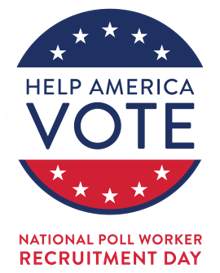 HELP AMERICA
VOTE
NATIONAL POLL WORKER
RECRUITMENT DAY